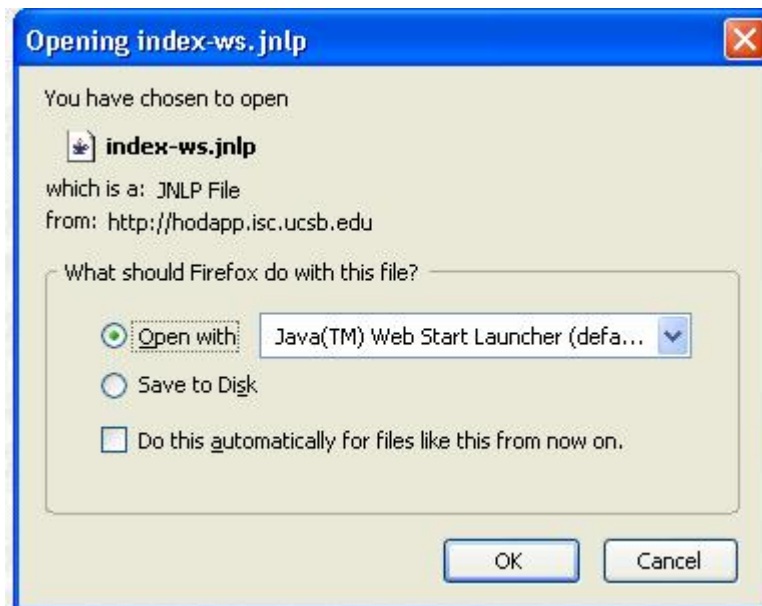 Opening index-ws.jnlp
You have chosen to open
index-ws.jnlp
which is a: JNLP File
from: http://hodapp.isc.ucsb.edu
What should Firefox do with this file?
Open with Java(TM) Web Start Launcher (defa...
Save to Disk
Do this automatically for files like this from now on.
OK Cancel